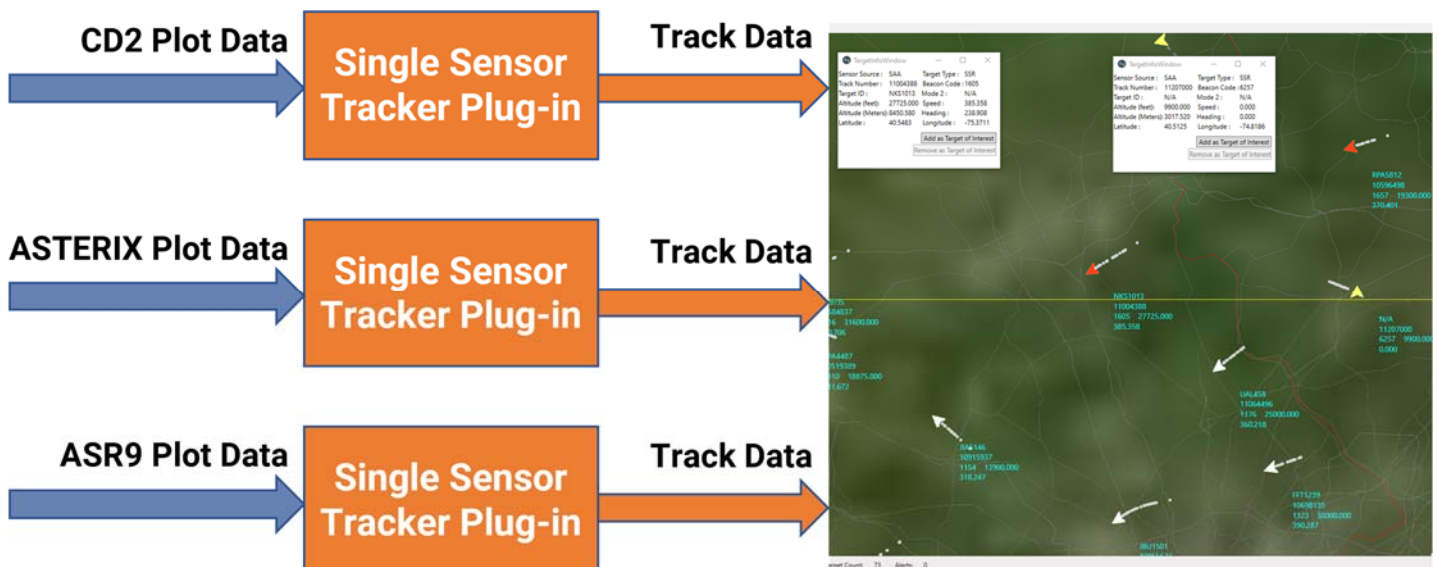 CD2 Plot Data
Single Sensor
Tracker Plug-in
Track Data
ASTERIX Plot Data
Single Sensor
Tracker Plug-in
Track Data
ASR9 Plot Data
Single Sensor
Tracker Plug-in
Track Data
TargetInfoWindow
Sensor Source : SAA Target Type : SSR
Track Number : 11004388 Beacon Code : 1605
Target ID : NKS1013 Mode 2 : N/A
Altitude (feet): 27725.000 Speed : 385.358
Altitude (Meters): 8450.580 Heading : 238.908
Latitude : 40.5483 Longitude : -75.3711
Add as Target of Interest
Remove as Target of Interest
TargetInfoWindow
Sensor Source : SAA Target Type : SSR
Track Number : 11207000 Beacon Code : 6257
Target ID : N/A Mode 2 : N/A
Altitude (feet): 9900.000 Speed : 0.000
Altitude (Meters): 3017.520 Heading : 0.000
Latitude : 40.5125 Longitude : -74.8186
Add as Target of Interest
Remove as Target of Interest
RPA5812
10596498
1657 19300.000
370.401
NKS1013
11004388
1605 27725.000
385.358
N/A
11207000
6257 9900.000
0.000
31600.000
18875.000
UAL458
11064496
1176 25000.000
360.218
10915937
1154 13900.000
318.247
FFT1239
390.287
Target Count: 73 Alerts: 0